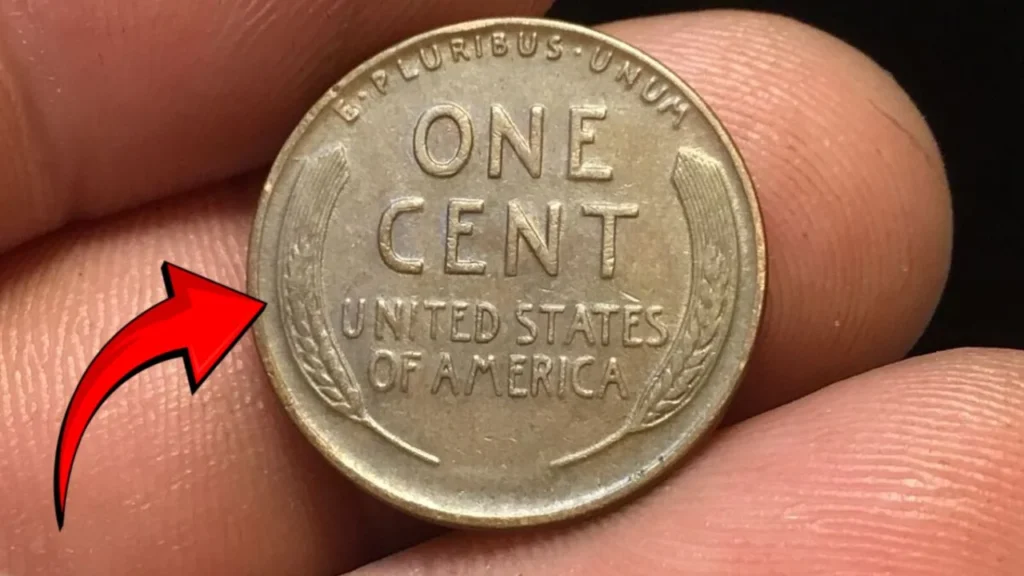 E·PLURIBUS·UNUM
ONE
CENT
UNITED STATES
OF AMERICA